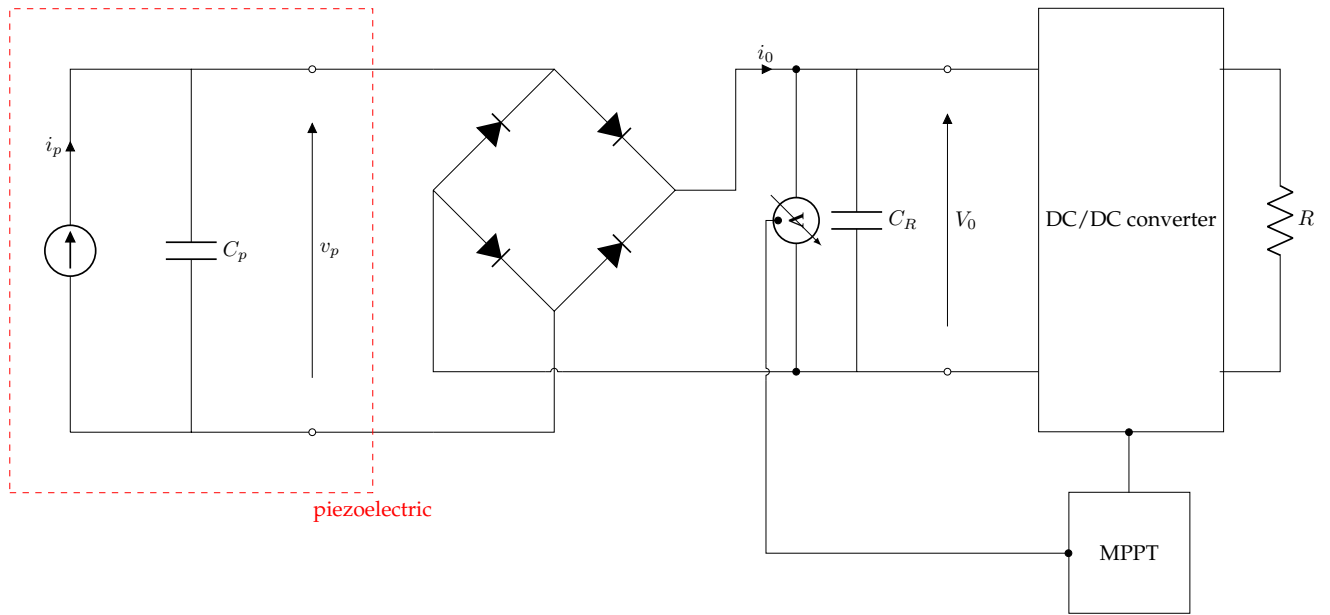 i_p
C_p
v_p
piezoelectric
i_0
V
C_R
V_0
DC/DC converter
R
MPPT